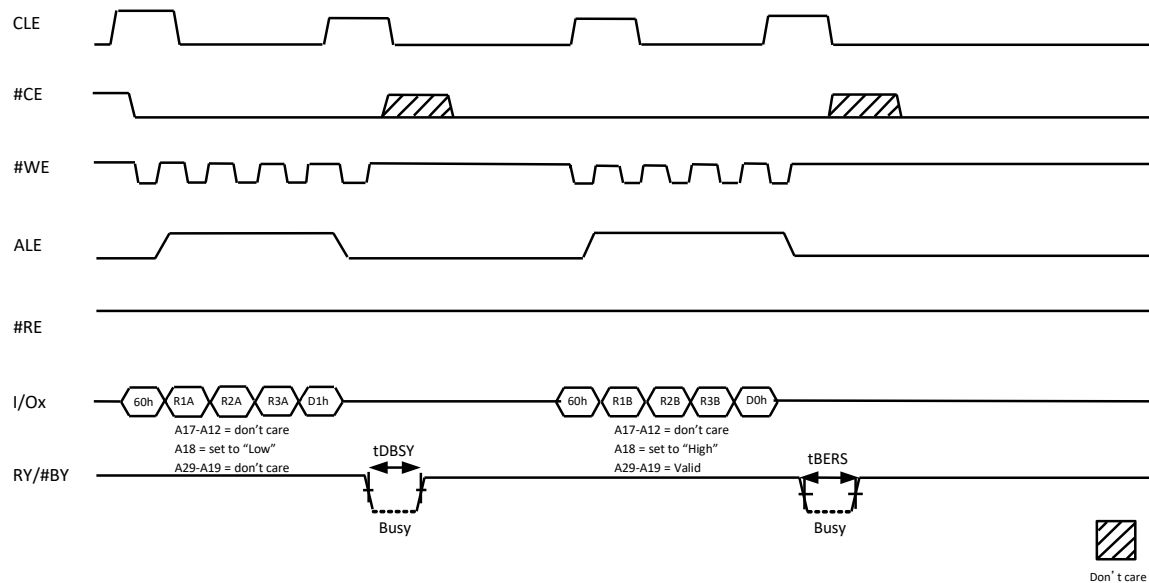 CLE
#CE
#WE
ALE
#RE
I/Ox
60h R1A R2A R3A D1h 60h R1B R2B R3B D0h
A17-A12 = don't care
A18 = set to "Low"
A29-A19 = don't care
A17-A12 = don't care
A18 = set to "High"
A29-A19 = Valid
RY/#BY
tDBSY
tBERS
Busy
Busy
Don't care